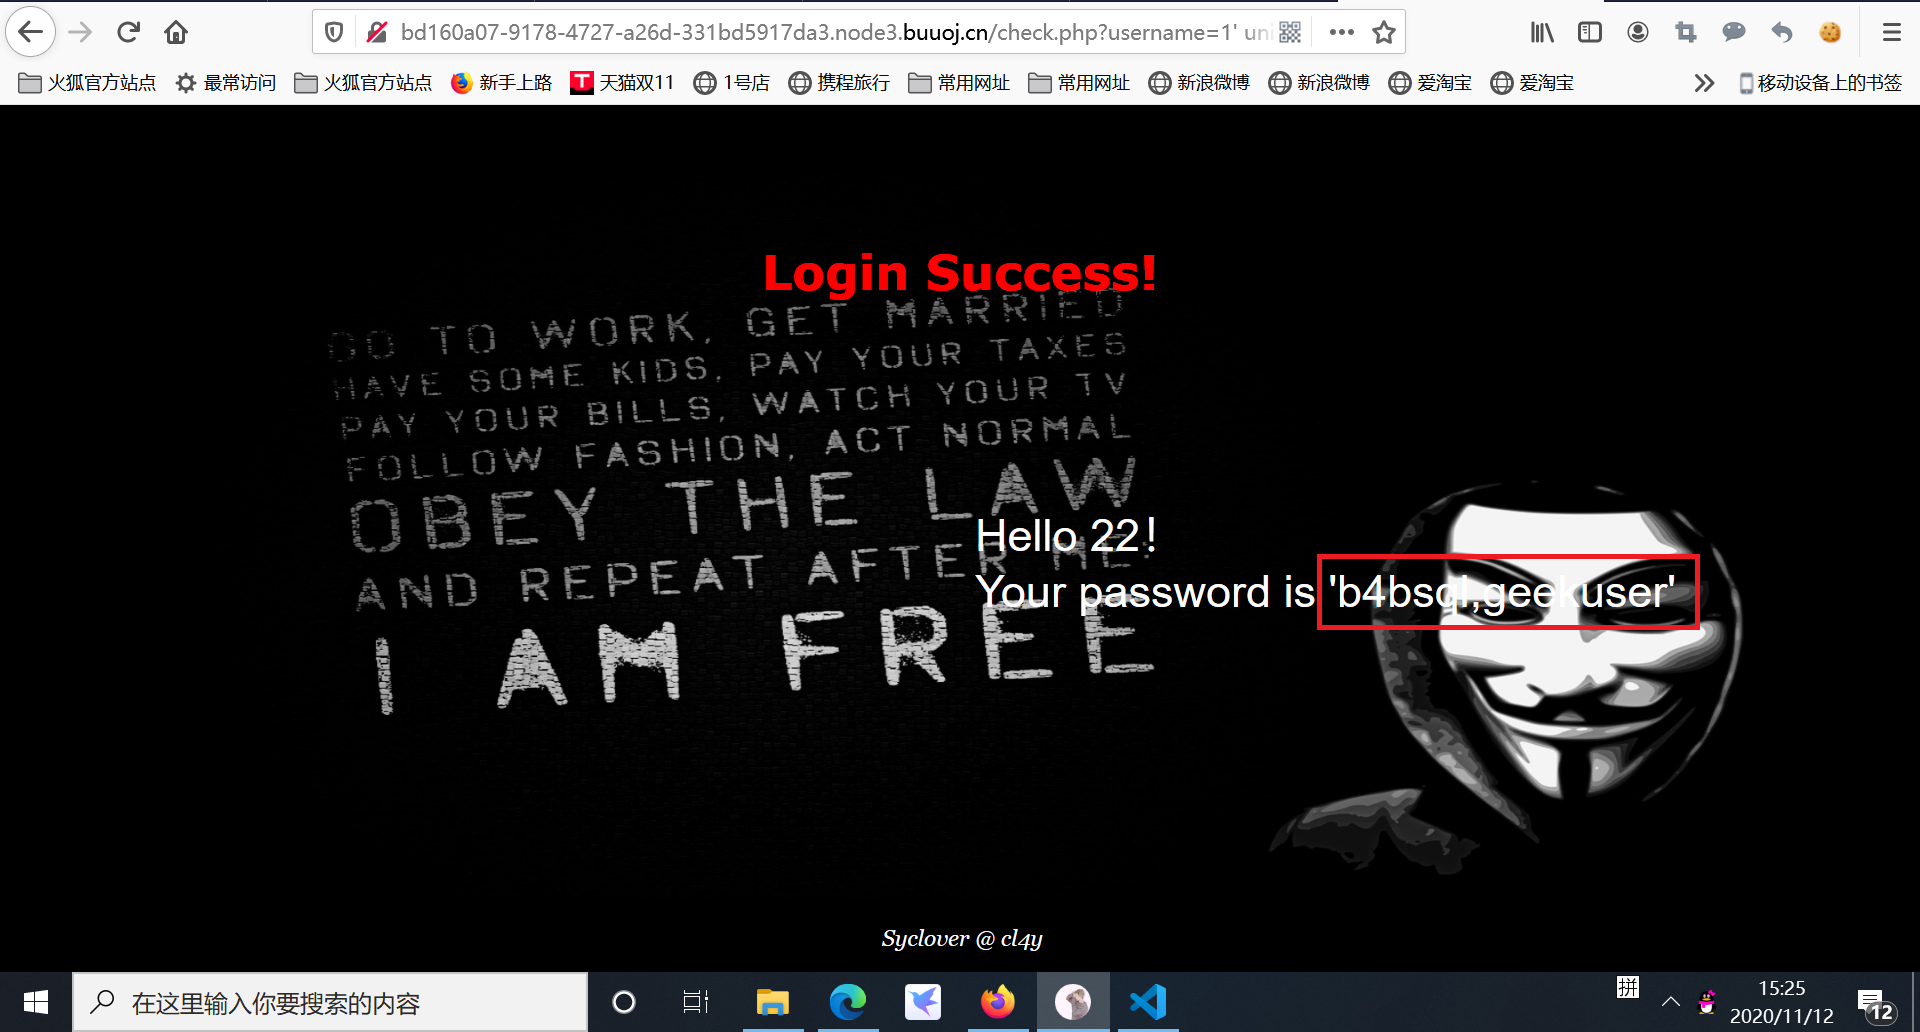 bd160a07-9178-4727-a26d-331bd5917da3.node3.buuoj.cn/check.php?username=1' uni
火狐官方站点 最常访问 火狐官方站点 新手上路 天猫双11 1号店 携程旅行 常用网址 常用网址 新浪微博 新浪微博 爱淘宝 爱淘宝 移动设备上的书签
Login Success!
GO TO WORK, GET MARRIED
HAVE SOME KIDS, PAY YOUR TAXES
PAY YOUR BILLS, WATCH YOUR TV
FOLLOW FASHION, ACT NORMAL
OBEY THE LAW
AND REPEAT AFTER ME:
I AM FREE
Hello 22!
Your password is 'b4bsql,geekuser'
Syclover @ cl4y
在这里输入你要搜索的内容
拼
15:25
2020/11/12
12